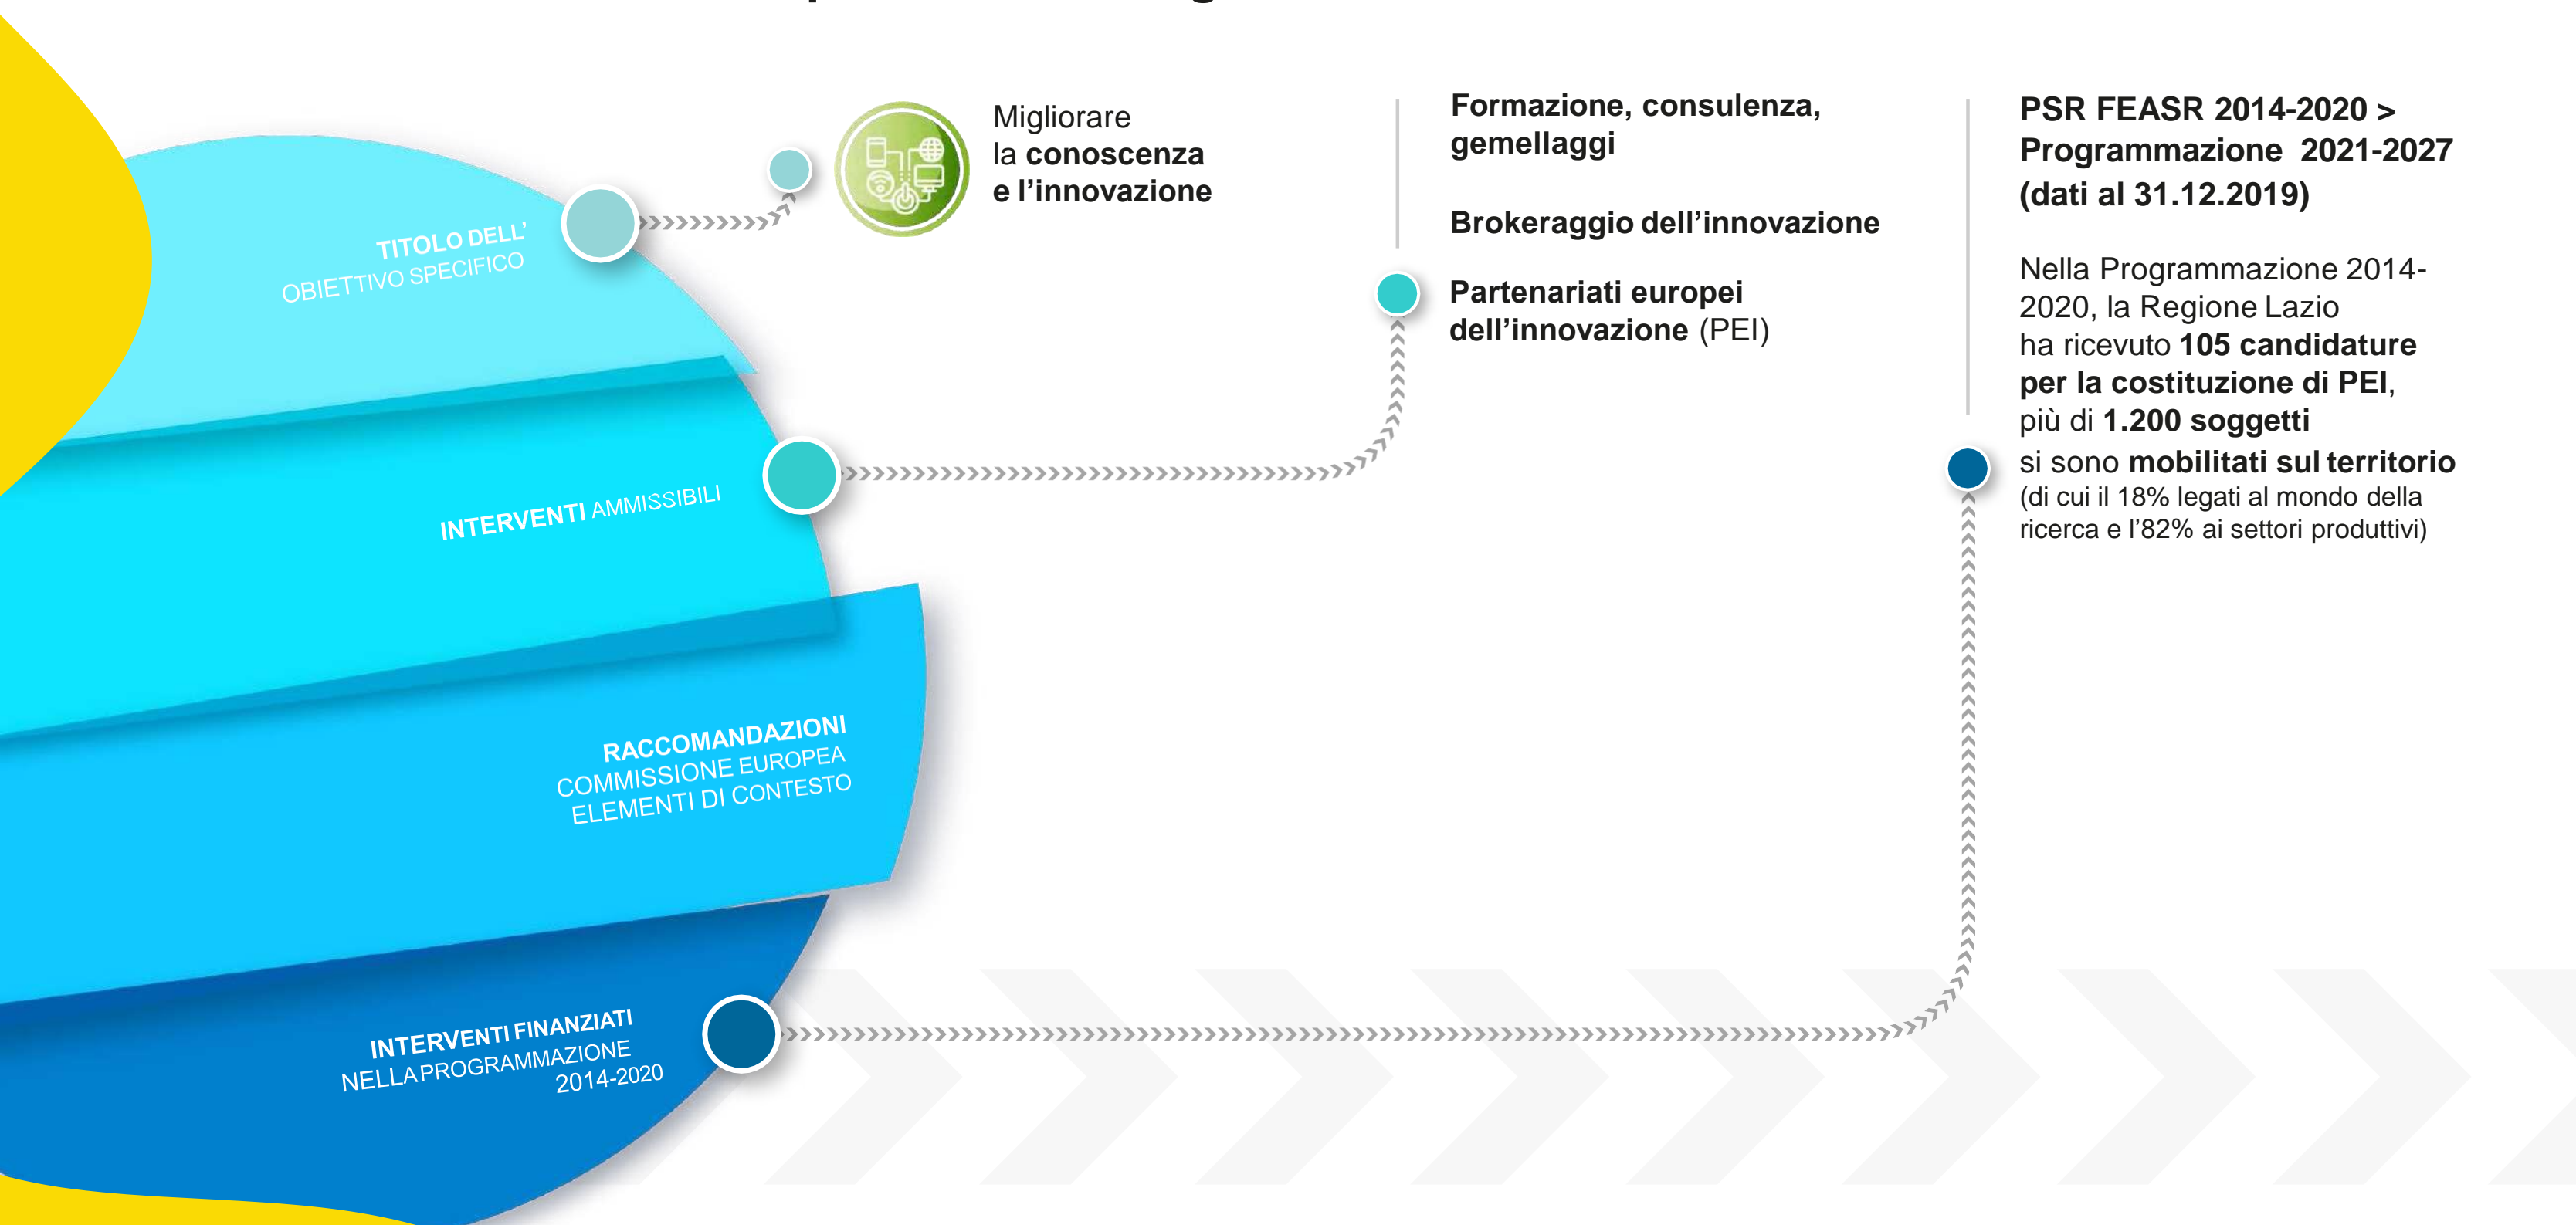 TITOLO DELL'
OBIETTIVO SPECIFICO
Migliorare
la conoscenza
e l’innovazione
INTERVENTI AMMISSIBILI
Formazione, consulenza,
gemellaggi
Brokeraggio dell’innovazione
Partenariati europei
dell’innovazione (PEI)
RACCOMANDAZIONI
COMMISSIONE EUROPEA
ELEMENTI DI CONTESTO
INTERVENTI FINANZIATI
NELLA PROGRAMMAZIONE
2014-2020
PSR FEASR 2014-2020 >
Programmazione 2021-2027
(dati al 31.12.2019)
Nella Programmazione 2014-
2020, la Regione Lazio
ha ricevuto 105 candidature
per la costituzione di PEI,
più di 1.200 soggetti
si sono mobilitati sul territorio
(di cui il 18% legati al mondo della
ricerca e l’82% ai settori produttivi)